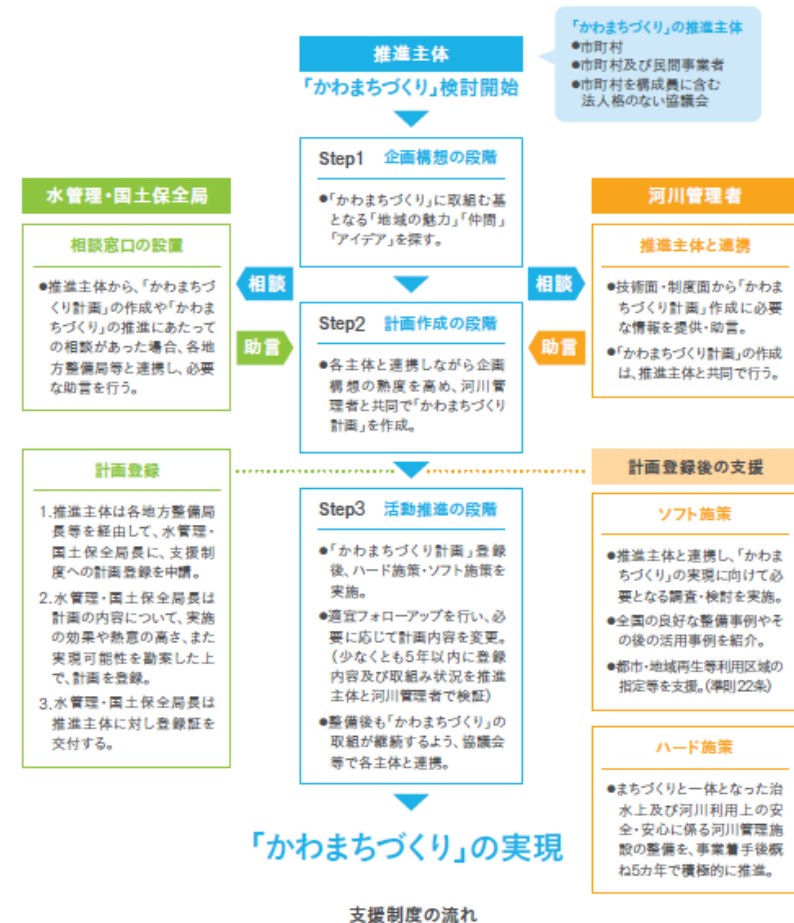 「かわまちづくり」の推進主体
●市町村
●市町村及び民間事業者
●市町村を構成員に含む
法人格のない協議会
推進主体
「かわまちづくり」検討開始
Step1 企画構想の段階
●「かわまちづくり」に取組む基
となる「地域の魅力」「仲間」
「アイデア」を探す。
水管理・国土保全局
相談窓口の設置
●推進主体から、「かわまちづ
くり計画」の作成や「かわま
ちづくり」の推進にあたって
の相談があった場合、各地
方整備局等と連携し、必要
な助言を行う。
相談
助言
河川管理者
推進主体と連携
●技術面・制度面から「かわま
ちづくり計画」作成に必要
な情報を提供・助言。
●「かわまちづくり計画」の作成
は、推進主体と共同で行う。
相談
助言
Step2 計画作成の段階
●各主体と連携しながら企画
構想の熟度を高め、河川管
理者と共同で「かわまちづくり
計画」を作成。
計画登録
1.推進主体は各地方整備局
長等を経由して、水管理・
国土保全局長に、支援制
度への計画登録を申請。
2.水管理・国土保全局長は
計画の内容について、実施
の効果や熱意の高さ、また
実現可能性を勘案した上
で、計画を登録。
3.水管理・国土保全局長は
推進主体に対し登録証を
交付する。
Step3 活動推進の段階
●「かわまちづくり計画」登録
後、ハード施策・ソフト施策を
実施。
●適宜フォローアップを行い、必
要に応じて計画内容を変更。
(少なくとも5年以内に登録
内容及び取組み状況を推進
主体と河川管理者で検証)
●整備後も「かわまちづくり」の
取組が継続するよう、協議会
等で各主体と連携。
計画登録後の支援
ソフト施策
●推進主体と連携し、「かわま
ちづくり」の実現に向けて必
要となる調査・検討を実施。
●全国の良好な整備事例やそ
の後の活用事例を紹介。
●都市・地域再生等利用区域の
指定等を支援。(準則22条)
ハード施策
●まちづくりと一体となった治
水上及び河川利用上の安
全・安心に係る河川管理施
設の整備を、事業着手後概
ね5カ年で積極的に推進。
「かわまちづくり」の実現
支援制度の流れ